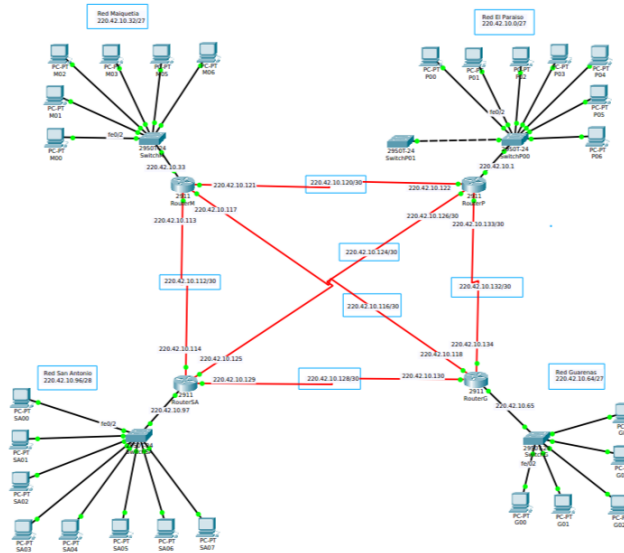 Red Maiquetia
220.42.10.32/27
PC-PT
M02
PC-PT
M03
PC-PT
M05
PC-PT
M06
PC-PT
M01
PC-PT
M00
fe0/2
2950T-24
220.42.10.33
2911
RouterM
220.42.10.121
220.42.10.117
220.42.10.113
220.42.10.120/30
Red El Paraiso
220.42.10.0/27
PC-PT
P00
PC-PT
P01
PC-PT
P02
PC-PT
P03
PC-PT
P04
PC-PT
P05
PC-PT
P06
fe0/2
2950T-24
SwitchP01
2950T-24
switchP00
220.42.10.1
220.42.10.122
2911
RouterP
220.42.10.126/30
220.42.10.133/30
220.42.10.124/30
220.42.10.112/30
220.42.10.116/30
220.42.10.132/30
220.42.10.114
220.42.10.125
220.42.10.129
220.42.10.128/30
220.42.10.130
220.42.10.118
220.42.10.134
2911
RouterSA
2911
RouterG
Red San Antonio
220.42.10.96/28
220.42.10.97
fe0/2
PC-PT
SA00
PC-PT
SA01
PC-PT
SA02
PC-PT
SA03
PC-PT
SA04
PC-PT
SA05
PC-PT
SA06
PC-PT
SA07
Red Guarenas
220.42.10.64/27
220.42.10.65
fe/02
PC-PT
G00
PC-PT
G01
PC-PT
G02
PC-PT
PC-PT